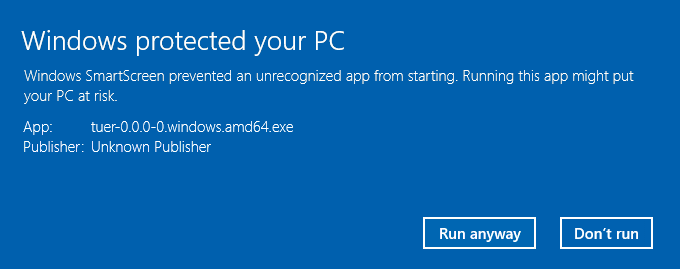 Windows protected your PC
Windows SmartScreen prevented an unrecognized app from starting. Running this app might put
your PC at risk.
App: tuer-0.0.0-0.windows.amd64.exe
Publisher: Unknown Publisher
Run anyway Don't run